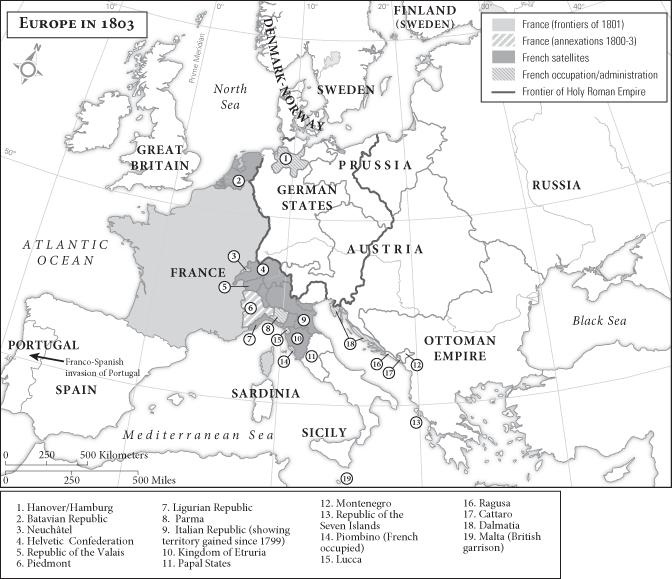 EUROPE IN 1803
10°
0°
10°
20°
30°
FINLAND
(SWEDEN)
France (frontiers of 1801)
France (annexations 1800-3)
French satellites
French occupation/administration
Frontier of Holy Roman Empire
Prime Meridian
North
Sea
DENMARK-NORWAY
SWEDEN
50°
GREAT
BRITAIN
1
PRUSSIA
2
GERMAN
STATES
RUSSIA
ATLANTIC
OCEAN
AUSTRIA
3
4
FRANCE
5
6
9
8
7
15
10
18
14
11
16
17
12
OTTOMAN
EMPIRE
Black Sea
PORTUGAL
40°
Franco-Spanish
invasion of Portugal
SPAIN
SARDINIA
13
Mediterranean Sea
SICILY
0 250 500 Kilometers
0 250 500 Miles
19
1. Hanover/Hamburg
2. Batavian Republic
3. Neuchâtel
4. Helvetic Confederation
5. Republic of the Valais
6. Piedmont
7. Ligurian Republic
8. Parma
9. Italian Republic (showing
territory gained since 1799)
10. Kingdom of Etruria
11. Papal States
12. Montenegro
13. Republic of the
Seven Islands
14. Piombino (French
occupied)
15. Lucca
16. Ragusa
17. Cattaro
18. Dalmatia
19. Malta (British
garrison)